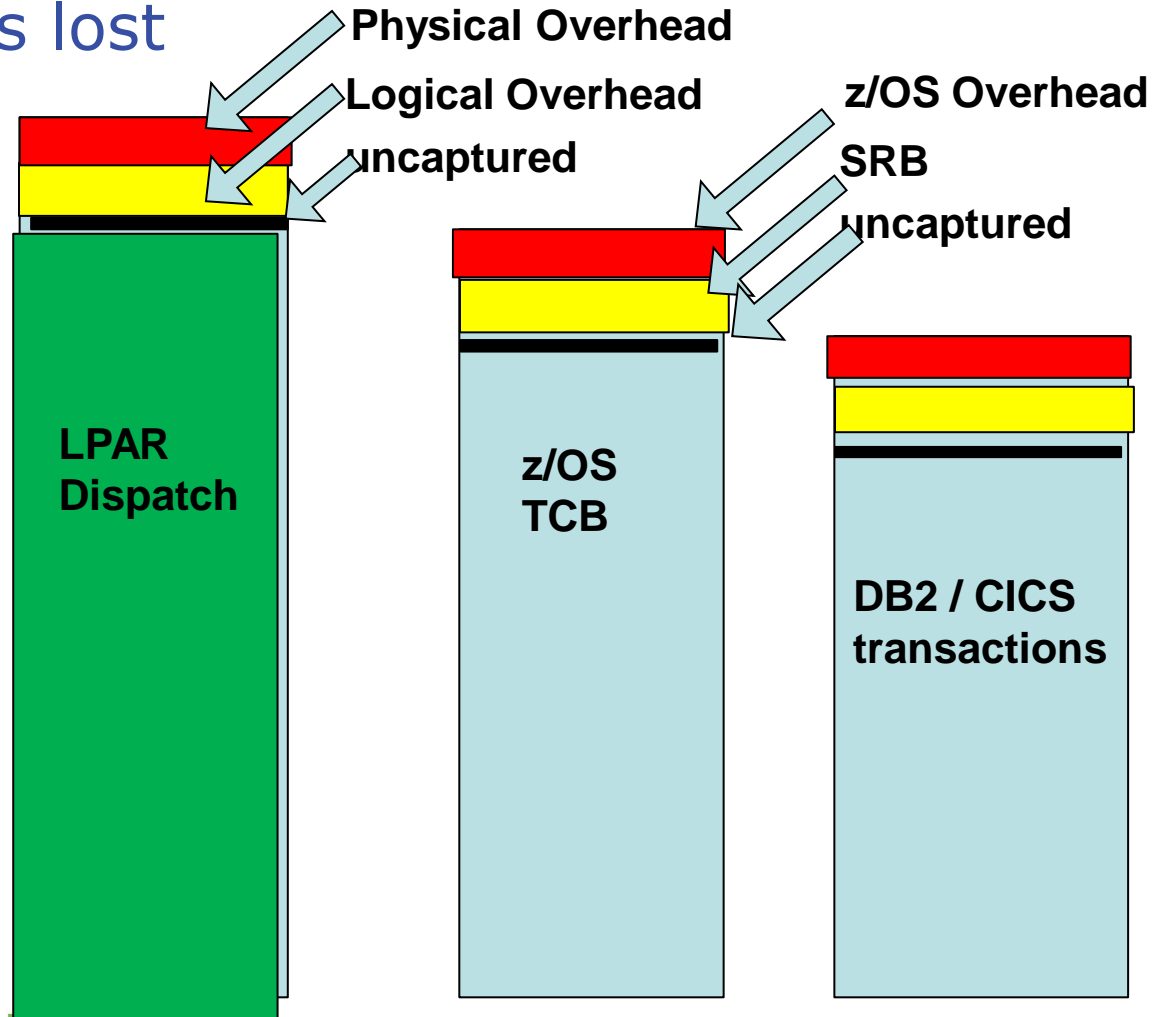 s lost
Physical Overhead
Logical Overhead
uncaptured
z/OS Overhead
SRB
uncaptured
LPAR
Dispatch
z/OS
TCB
DB2 / CICS
transactions